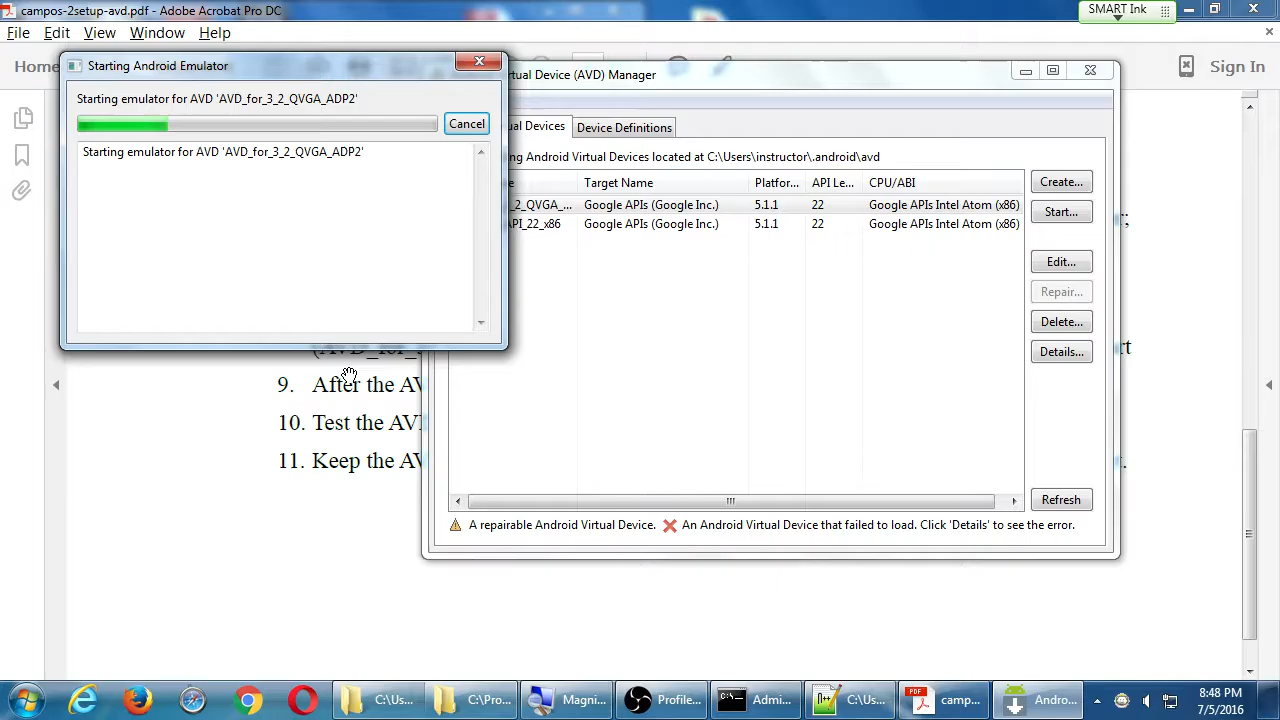 campos-2setup-avd.pdf - Adobe Acrobat Pro DC
SMART Ink
File Edit View Window Help
Home
Sign In
Starting Android Emulator
Starting emulator for AVD 'AVD_for_3_2_QVGA_ADP2'
Cancel
Starting emulator for AVD 'AVD_for_3_2_QVGA_ADP2'
Device (AVD) Manager
Devices Device Definitions
Android Virtual Devices located at C:\Users\instructor\.android\avd
Target Name Platfor... API Le... CPU/ABI
_2_QVGA_... Google APIs (Google Inc.) 5.1.1 22 Google APIs Intel Atom (x86)
API_22_x86 Google APIs (Google Inc.) 5.1.1 22 Google APIs Intel Atom (x86)
Create...
Start...
Edit...
Repair...
Delete...
Details...
Refresh
A repairable Android Virtual Device. An Android Virtual Device that failed to load. Click 'Details' to see the error.
9. After the AV
10. Test the AV
11. Keep the AV
C:\Us... C:\Pro... Magni... Profile... Admi... C:\Us... camp... Andro...
8:48 PM
7/5/2016